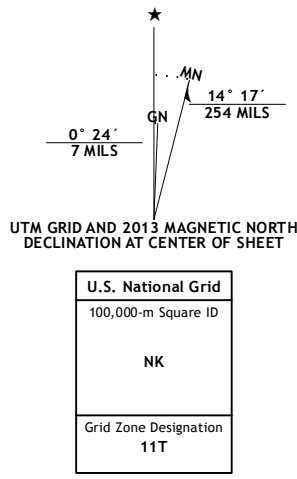 MN
GN
14° 17´
254 MILS
0° 24´
7 MILS
UTM GRID AND 2013 MAGNETIC NORTH
DECLINATION AT CENTER OF SHEET
U.S. National Grid
100,000-m Square ID
NK
Grid Zone Designation
11T